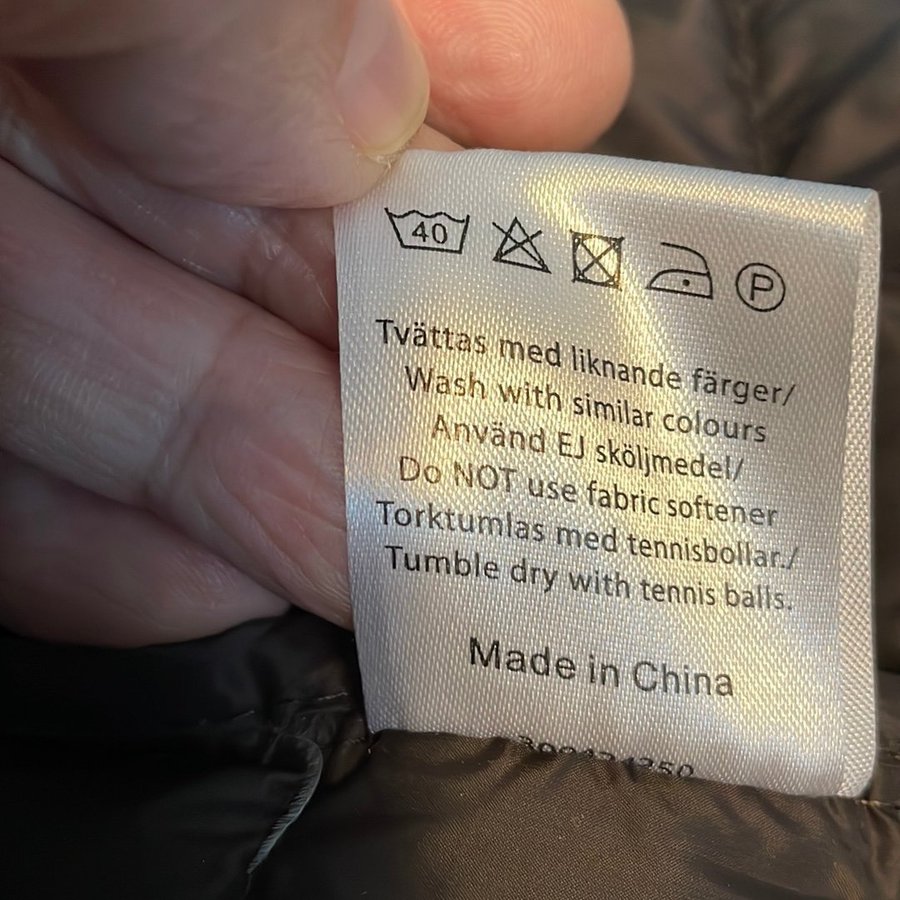 40
P
Tvättas med liknande färger/
Wash with similar colours
Använd EJ sköljmedel/
Do NOT use fabric softener
Torktumlas med tennisbollar./
Tumble dry with tennis balls.
Made in China